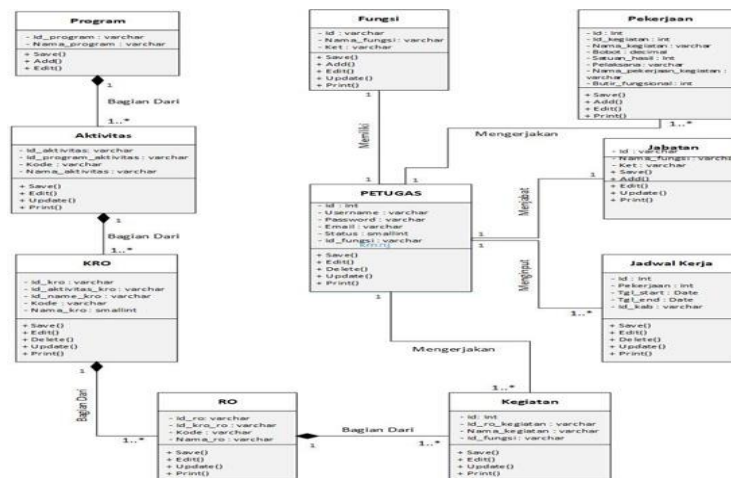 Program
- Id_program : varchar
- Nama_program : varchar
+ Save()
+ Add()
+ Edit()
1
Bagian Dari
1..*
Aktivitas
- Id_aktivitas: varchar
- Id_program_aktivitas : varchar
- Kode : varchar
- Nama_aktivitas : varchar
+ Save()
+ Edit()
+ Update()
+ Print()
1
Bagian Dari
1..*
KRO
- Id_kro : varchar
- Id_aktivitas_kro : varchar
- Id_name_kro : varchar
- Kode : varchar
- Nama_kro : smallint
+ Save()
+ Edit()
+ Delete()
+ Update()
+ Print()
1
Bagian Dari
1..*
RO
- Id_ro: varchar
- Id_kro_ro : varchar
- Kode : varchar
- Nama_ro : varchar
+ Save()
+ Edit()
+ Update()
+ Print()
1
Bagian Dari
1..*
Kegiatan
- Id: Int
- Id_ro_kegiatan : varchar
- Nama_kegiatan : varchar
- Id_fungsi : varchar
+ Save()
+ Edit()
+ Update()
+ Print()
Fungsi
- Id : varchar
- Nama_fungsi: varchar
- Ket : varchar
+ Save()
+ Add()
+ Edit()
+ Update()
+ Print()
1
Memiliki
1
PETUGAS
- Id : Int
- Username : varchar
- Password : varchar
- Email : varchar
- Status : smallint
- Id_fungsi : varchar
+ Save()
+ Edit()
+ Delete()
+ Update()
+ Print()
1
Mengerjakan
1..*
Pekerjaan
- Id : Int
- Id_kegiatan : Int
- Nama_kegiatan : varchar
- Bobot : decimal
- Satuan_hasil : Int
- Pelaksana : varchar
- Nama_pekerjaan_kegiatan :
varchar
- Butir_fungsional : Int
+ Save()
+ Add()
+ Edit()
+ Print()
1..*
Mengerjakan
1
Jabatan
- Id : varchar
- Nama_fungsi : varchar
- Ket : varchar
+ Save()
+ Add()
+ Edit()
+ Update()
+ Print()
1
Menjabat
1
Jadwal Kerja
- Id : Int
- Pekerjaan : Int
- Tgl_start : Date
- Tgl_end : Date
- Id_kab : varchar
+ Save()
+ Edit()
+ Delete()
+ Update()
+ Print()
1
Menginput
1..*